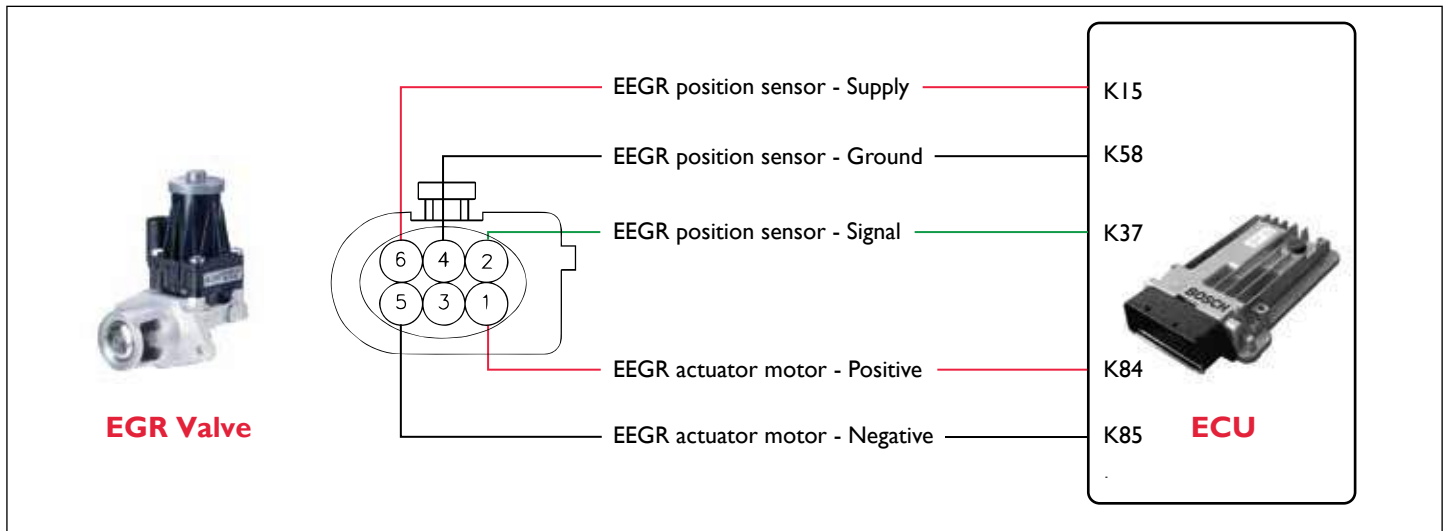 EEGR position sensor - Supply
K15
EEGR position sensor - Ground
K58
EEGR position sensor - Signal
K37
6 4 2
5 3 1
BOSCH
EEGR actuator motor - Positive
K84
EGR Valve
EEGR actuator motor - Negative
K85
ECU